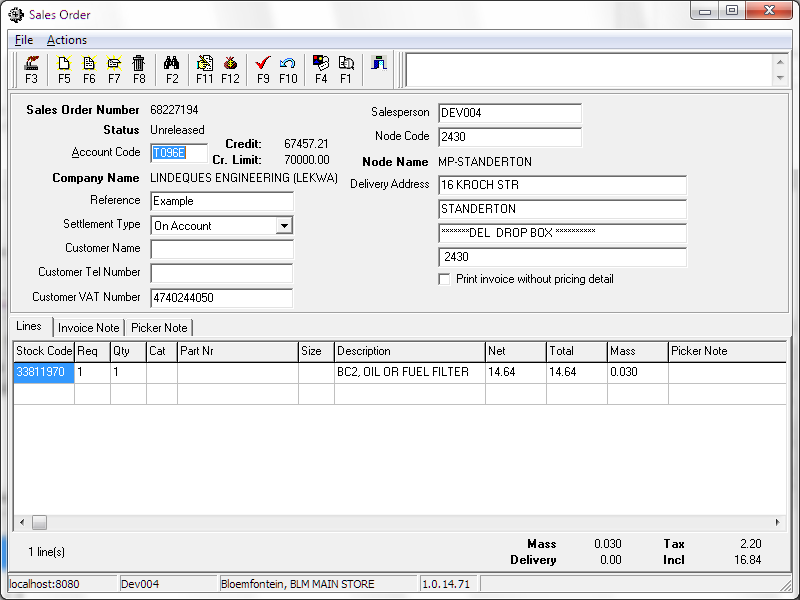 Sales Order
File Actions
F3 F5 F6 F7 F8 F2 F11 F12 F9 F10 F4 F1
Sales Order Number 68227194
Status Unreleased
Account Code T096E
Credit: 67457.21
Cr. Limit: 70000.00
Company Name LINDEQUES ENGINEERING (LEKWA)
Reference Example
Settlement Type On Account
Customer Name
Customer Tel Number
Customer VAT Number 4740244050
Salesperson DEV004
Node Code 2430
Node Name MP-STANDERTON
Delivery Address 16 KROCH STR
STANDERTON
*******DEL DROP BOX **********
2430
Print invoice without pricing detail
Lines Invoice Note Picker Note
Stock Code Req Qty Cat Part Nr Size Description Net Total Mass Picker Note
33811970 1 1 BC2, OIL OR FUEL FILTER 14.64 14.64 0.030
1 line(s)
Mass 0.030 Tax 2.20
Delivery 0.00 Incl 16.84
localhost:8080 Dev004 Bloemfontein, BLM MAIN STORE 1.0.14.71